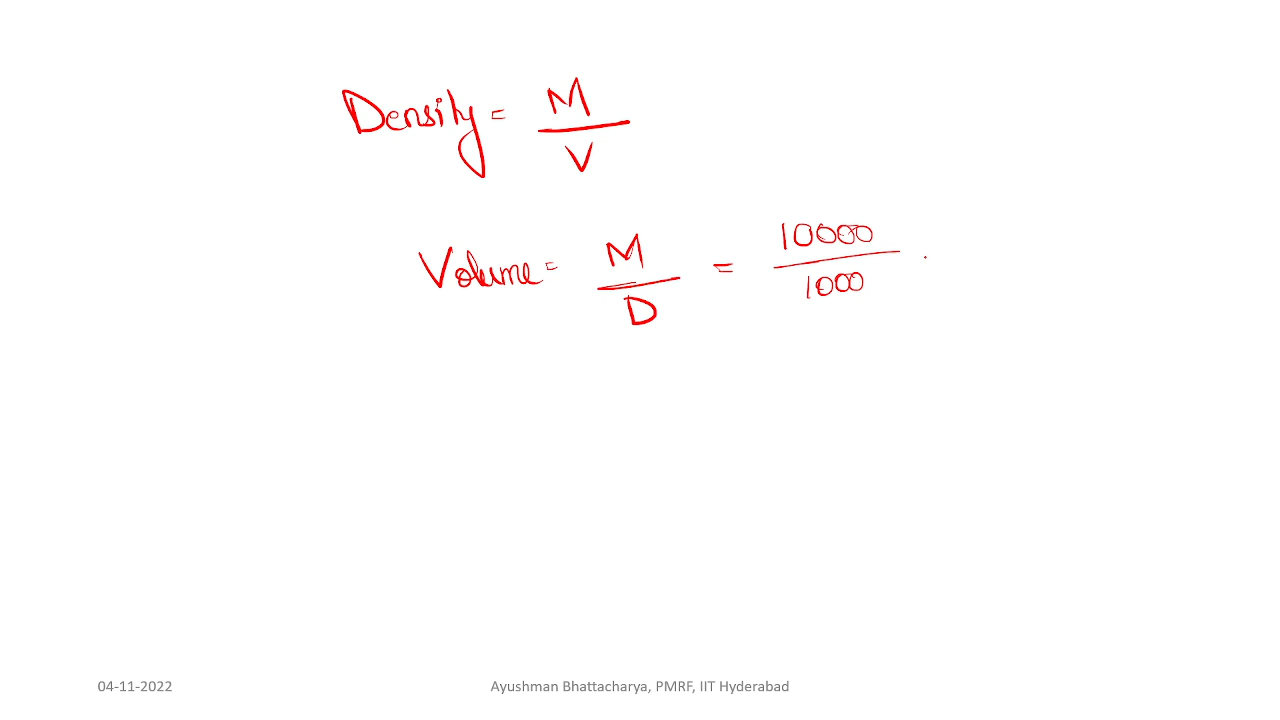 Density = M/V
Volume = M/D = 10000/1000
04-11-2022
Ayushman Bhattacharya, PMRF, IIT Hyderabad